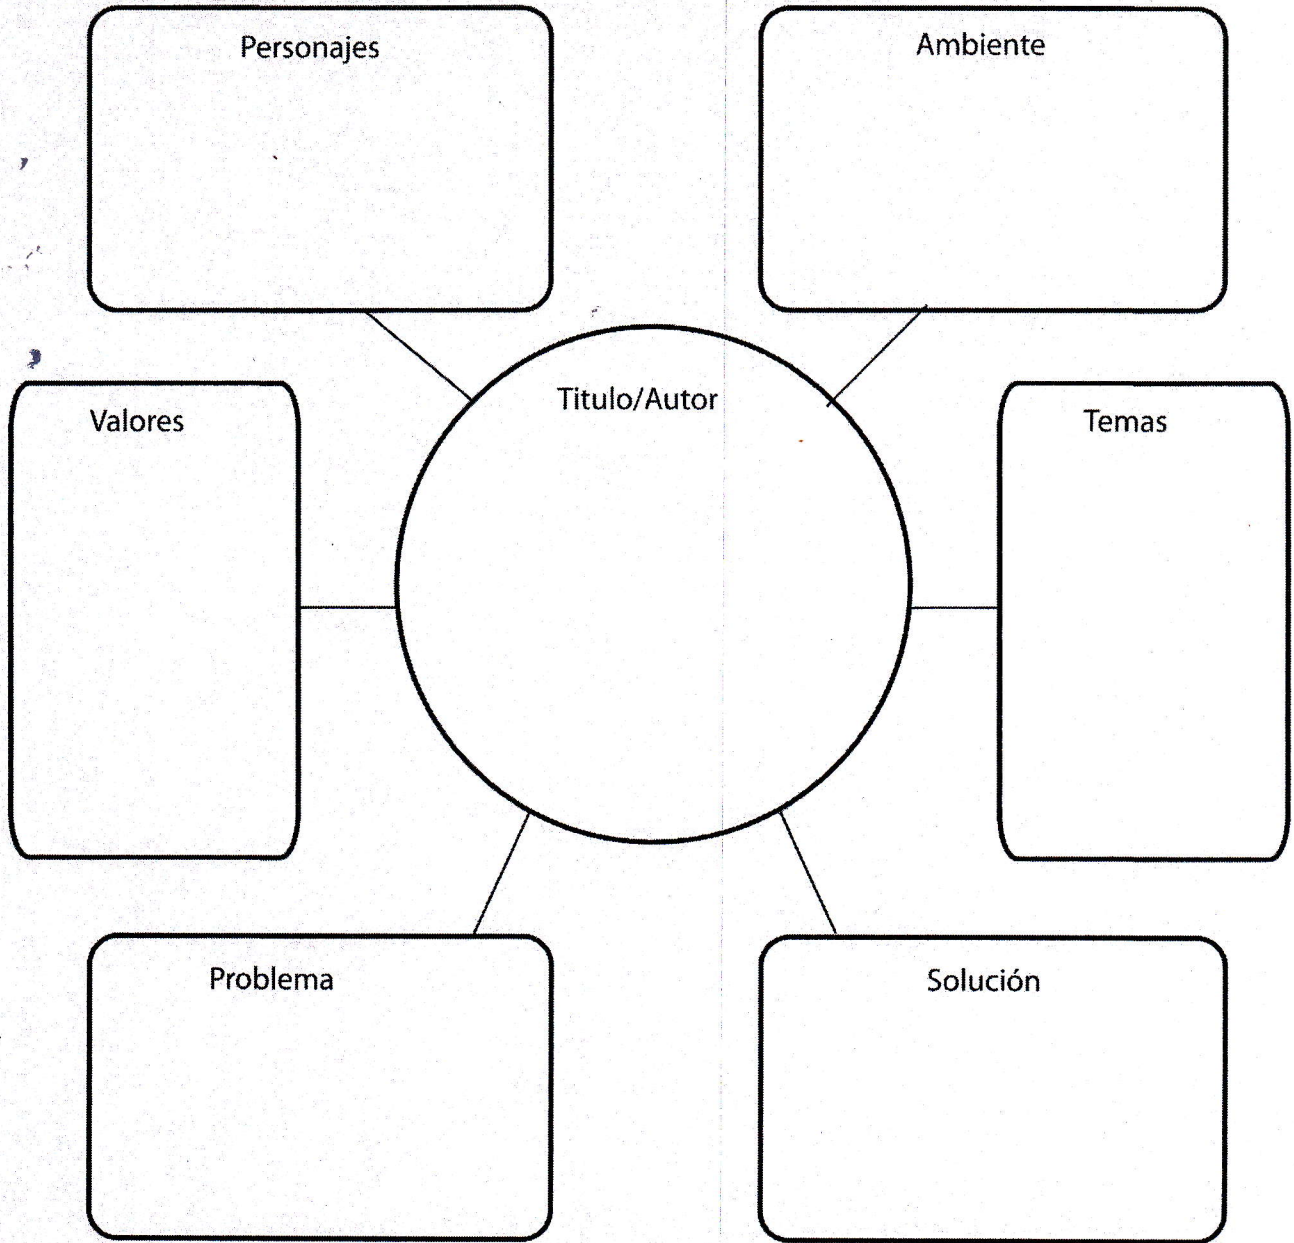 Personajes
Ambiente
Valores
Titulo/Autor
Temas
Problema
Solución